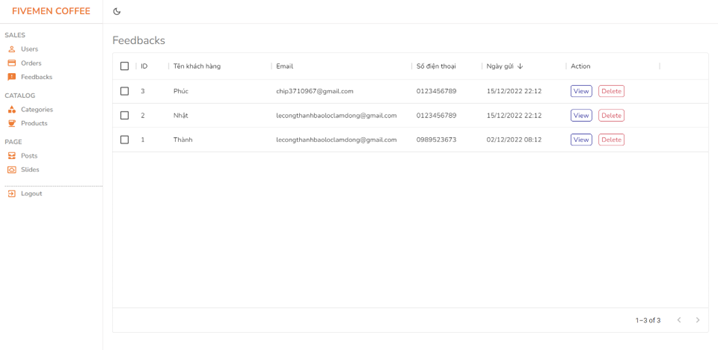 FIVEMEN COFFEE
SALES
Users
Orders
Feedbacks
CATALOG
Categories
Products
PAGE
Posts
Slides
Logout
Feedbacks
ID Tên khách hàng Email Số điện thoại Ngày gửi Action
3 Phúc chip3710967@gmail.com 0123456789 15/12/2022 22:12 View Delete
2 Nhật lecongthanhbaoloclamdong@gmail.com 0123456789 15/12/2022 22:12 View Delete
1 Thành lecongthanhbaoloclamdong@gmail.com 0989523673 02/12/2022 08:12 View Delete
1–3 of 3